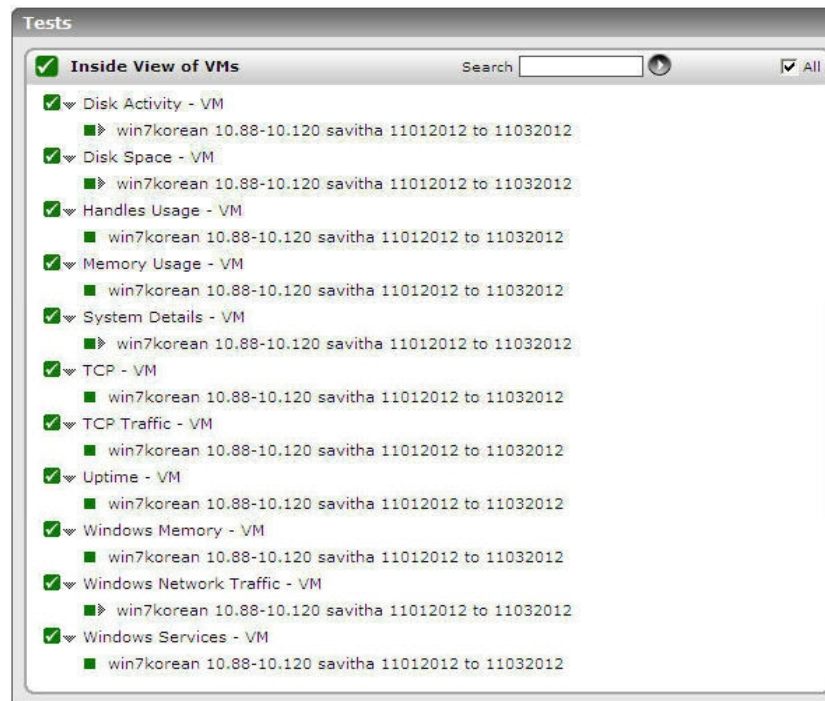 Tests
Inside View of VMs Search All
Disk Activity - VM
win7korean 10.88-10.120 savitha 11012012 to 11032012
Disk Space - VM
win7korean 10.88-10.120 savitha 11012012 to 11032012
Handles Usage - VM
win7korean 10.88-10.120 savitha 11012012 to 11032012
Memory Usage - VM
win7korean 10.88-10.120 savitha 11012012 to 11032012
System Details - VM
win7korean 10.88-10.120 savitha 11012012 to 11032012
TCP - VM
win7korean 10.88-10.120 savitha 11012012 to 11032012
TCP Traffic - VM
win7korean 10.88-10.120 savitha 11012012 to 11032012
Uptime - VM
win7korean 10.88-10.120 savitha 11012012 to 11032012
Windows Memory - VM
win7korean 10.88-10.120 savitha 11012012 to 11032012
Windows Network Traffic - VM
win7korean 10.88-10.120 savitha 11012012 to 11032012
Windows Services - VM
win7korean 10.88-10.120 savitha 11012012 to 11032012